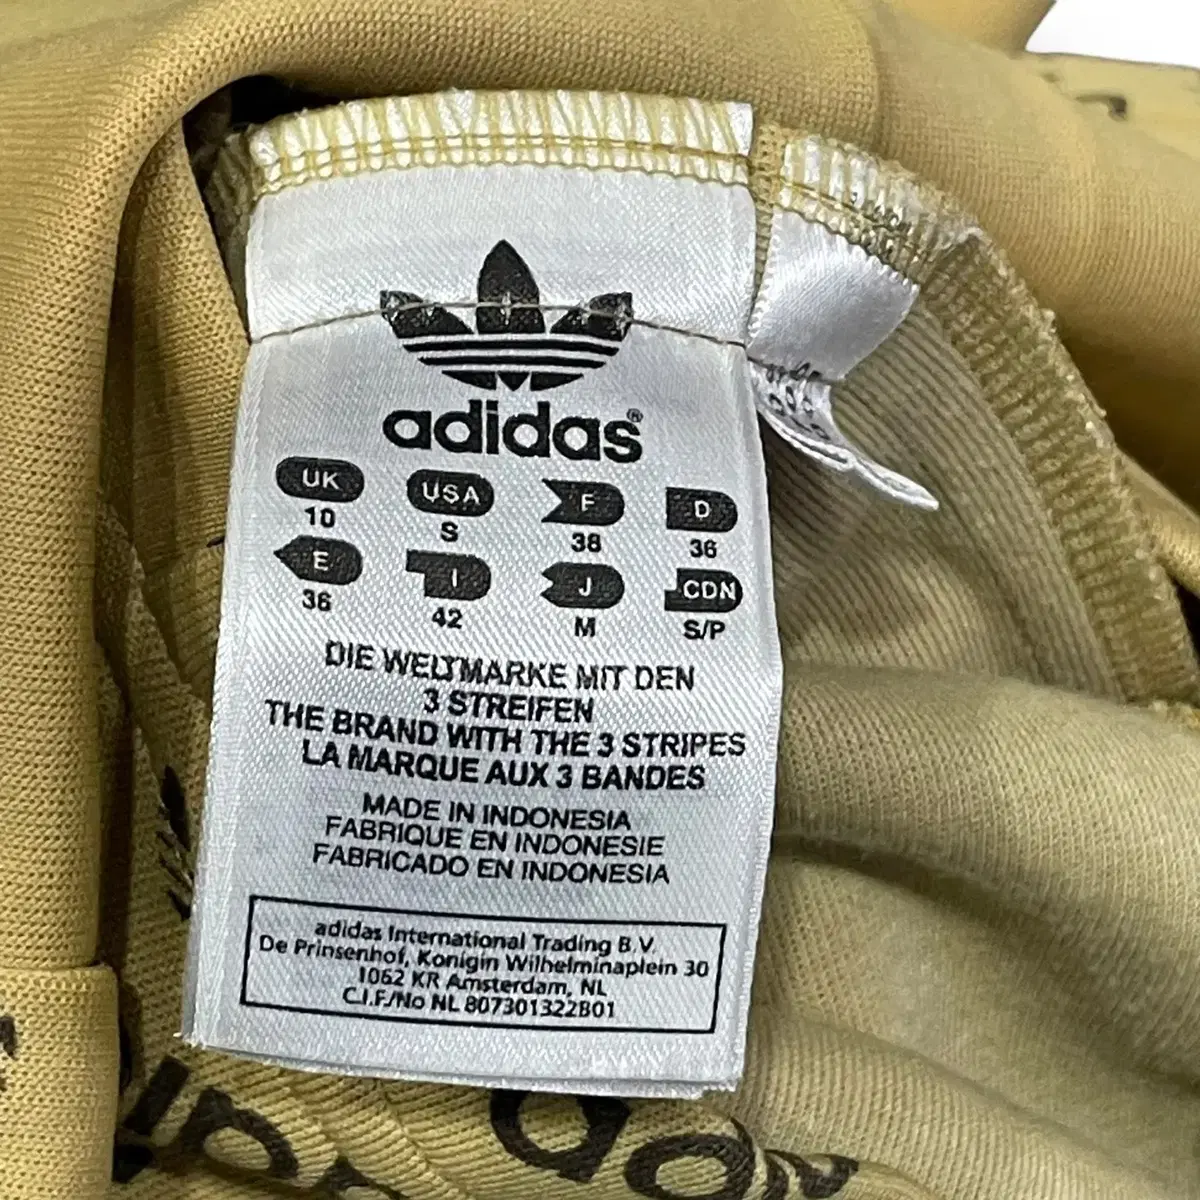 adidas®
UK USA F D
10 S 38 36
E I J CDN
36 42 M S/P
DIE WELTMARKE MIT DEN
3 STREIFEN
THE BRAND WITH THE 3 STRIPES
LA MARQUE AUX 3 BANDES
MADE IN INDONESIA
FABRIQUE EN INDONESIE
FABRICADO EN INDONESIA
adidas International Trading B.V.
De Prinsenhof, Konigin Wilhelminaplein 30
1062 KR Amsterdam, NL
C.I.F./No NL 807301322B01